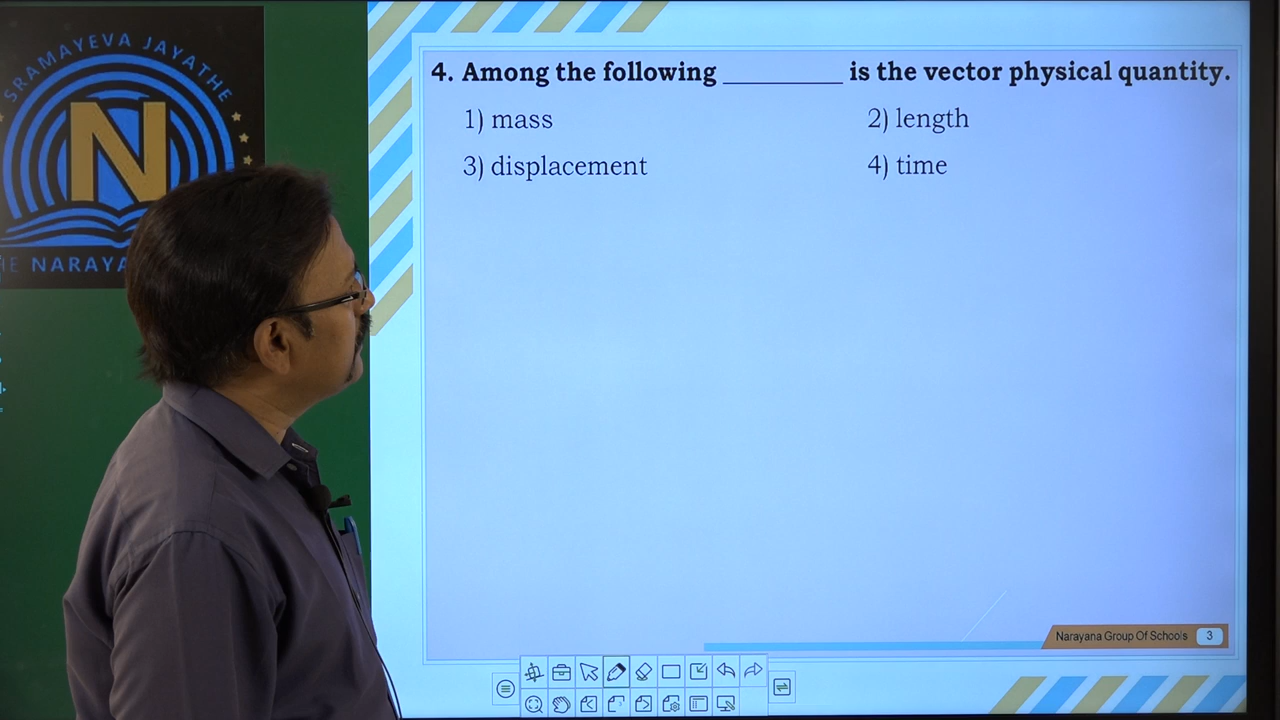 SRAMAYEVA JAYATHE
N
NARAYA
4. Among the following ________ is the vector physical quantity.
1) mass
2) length
3) displacement
4) time
Narayana Group Of Schools 3